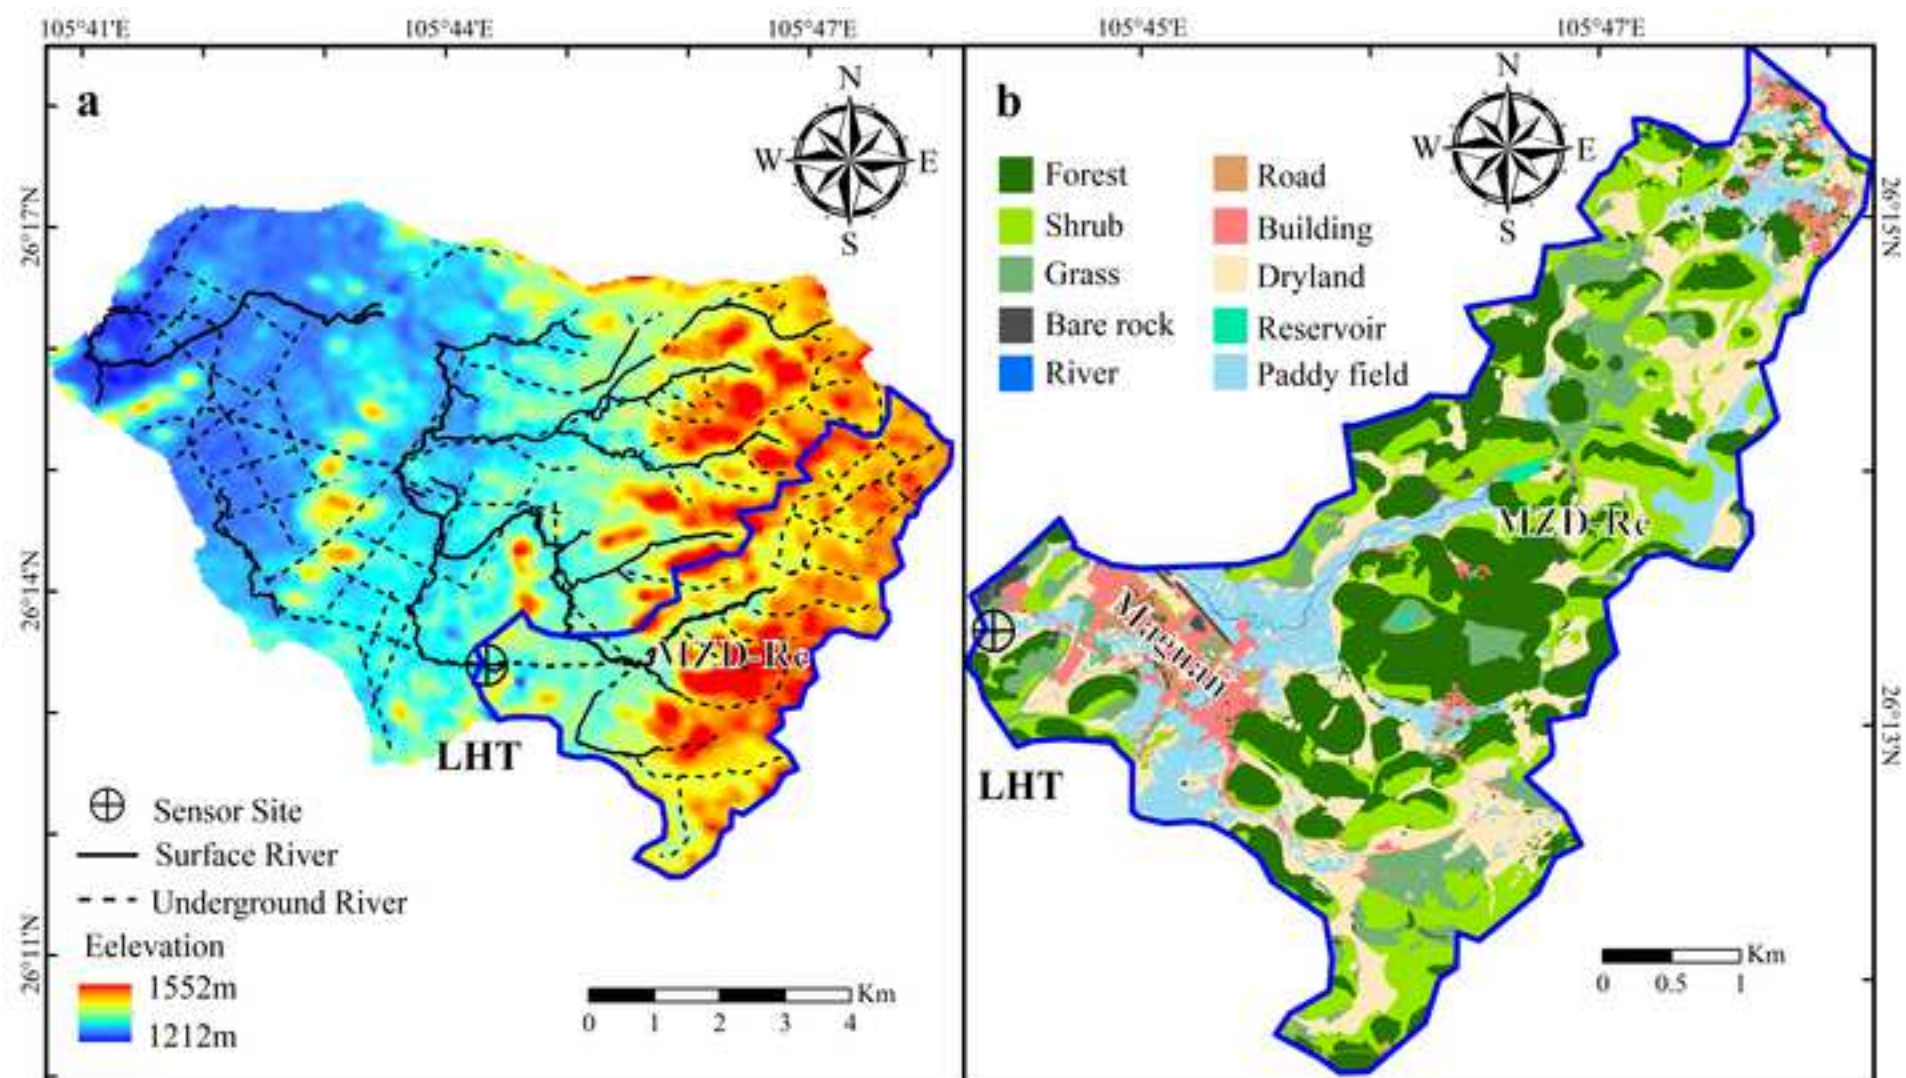 105°41'E 105°44'E 105°47'E
a
N
W E
S
26°17'N
26°14'N
26°11'N
MZD-Re
LHT
Sensor Site
Surface River
Underground River
Eelevation
1552m
1212m
Km
0 1 2 3 4
105°45'E 105°47'E
b
N
W E
S
Forest Road
Shrub Building
Grass Dryland
Bare rock Reservoir
River Paddy field
26°15'N
26°13'N
MZD-Re
Maguan
LHT
Km
0 0.5 1